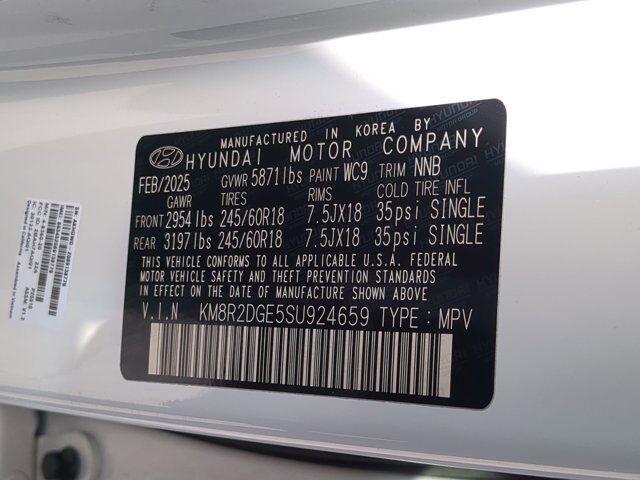 MANUFACTURED IN KOREA BY
HYUNDAI MOTOR COMPANY
FEB/2025 GVWR 5871lbs PAINT WC9 TRIM NNB
GAWR TIRES RIMS COLD TIRE INFL
FRONT 2954lbs 245/60R18 7.5JX18 35psi SINGLE
REAR 3197lbs 245/60R18 7.5JX18 35psi SINGLE
THIS VEHICLE CONFORMS TO ALL APPLICABLE U.S.A. FEDERAL
MOTOR VEHICLE SAFETY, BUMPER, AND THEFT PREVENTION STANDARDS
IN EFFECT ON THE DATE OF MANUFACTURE SHOWN ABOVE.
V.I.N KM8R2DGE5SU924659 TYPE : MPV